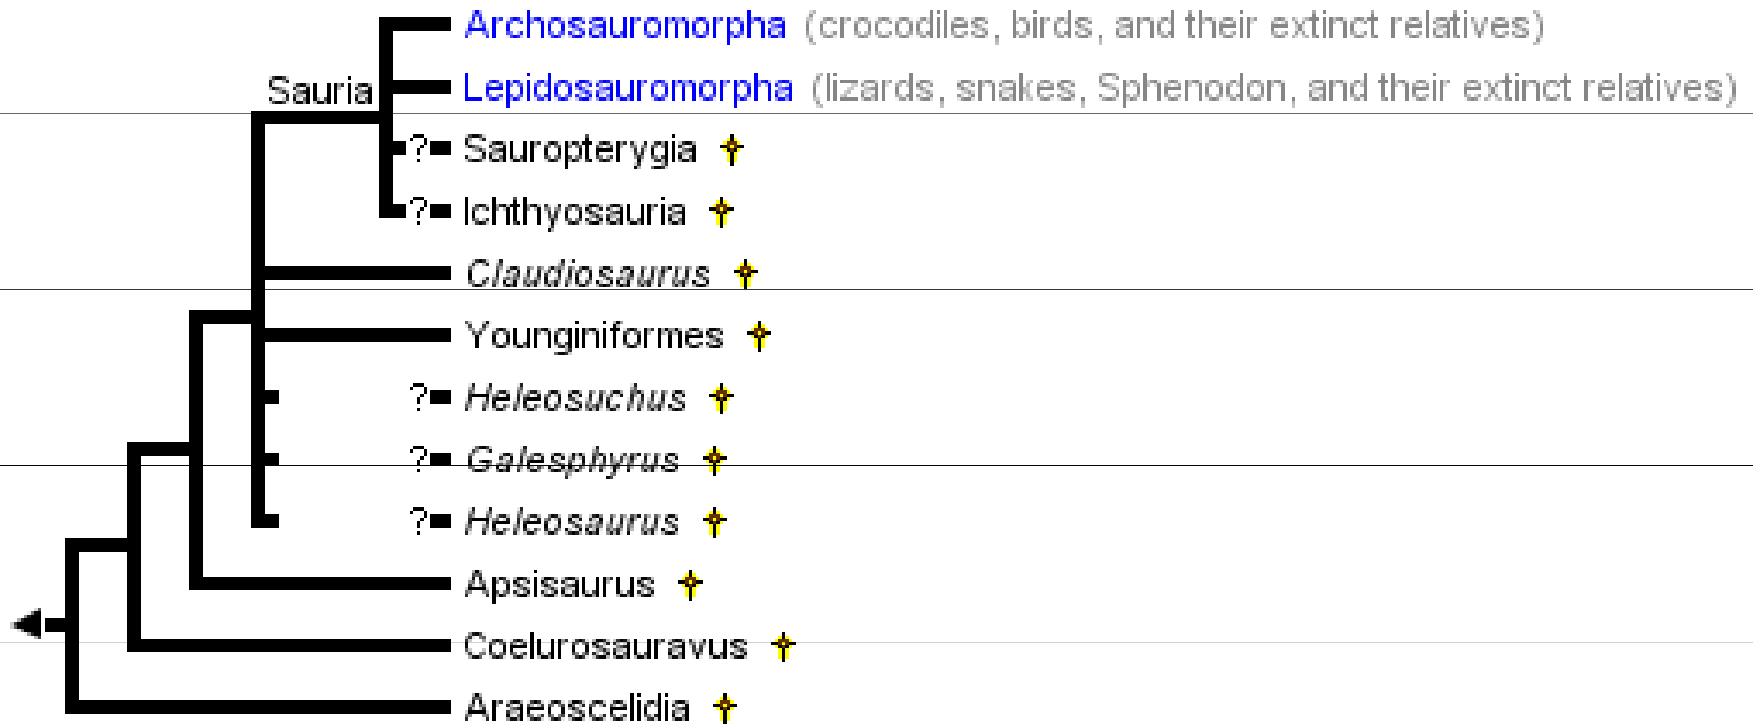 Archosauromorpha (crocodiles, birds, and their extinct relatives)
Sauria
Lepidosauromorpha (lizards, snakes, Sphenodon, and their extinct relatives)
? Sauropterygia †
? Ichthyosauria †
Claudiosaurus †
Younginiformes †
? Heleosuchus †
? Galesphyrus †
? Heleosaurus †
Apsisaurus †
Coelurosauravus †
Araeoscelidia †